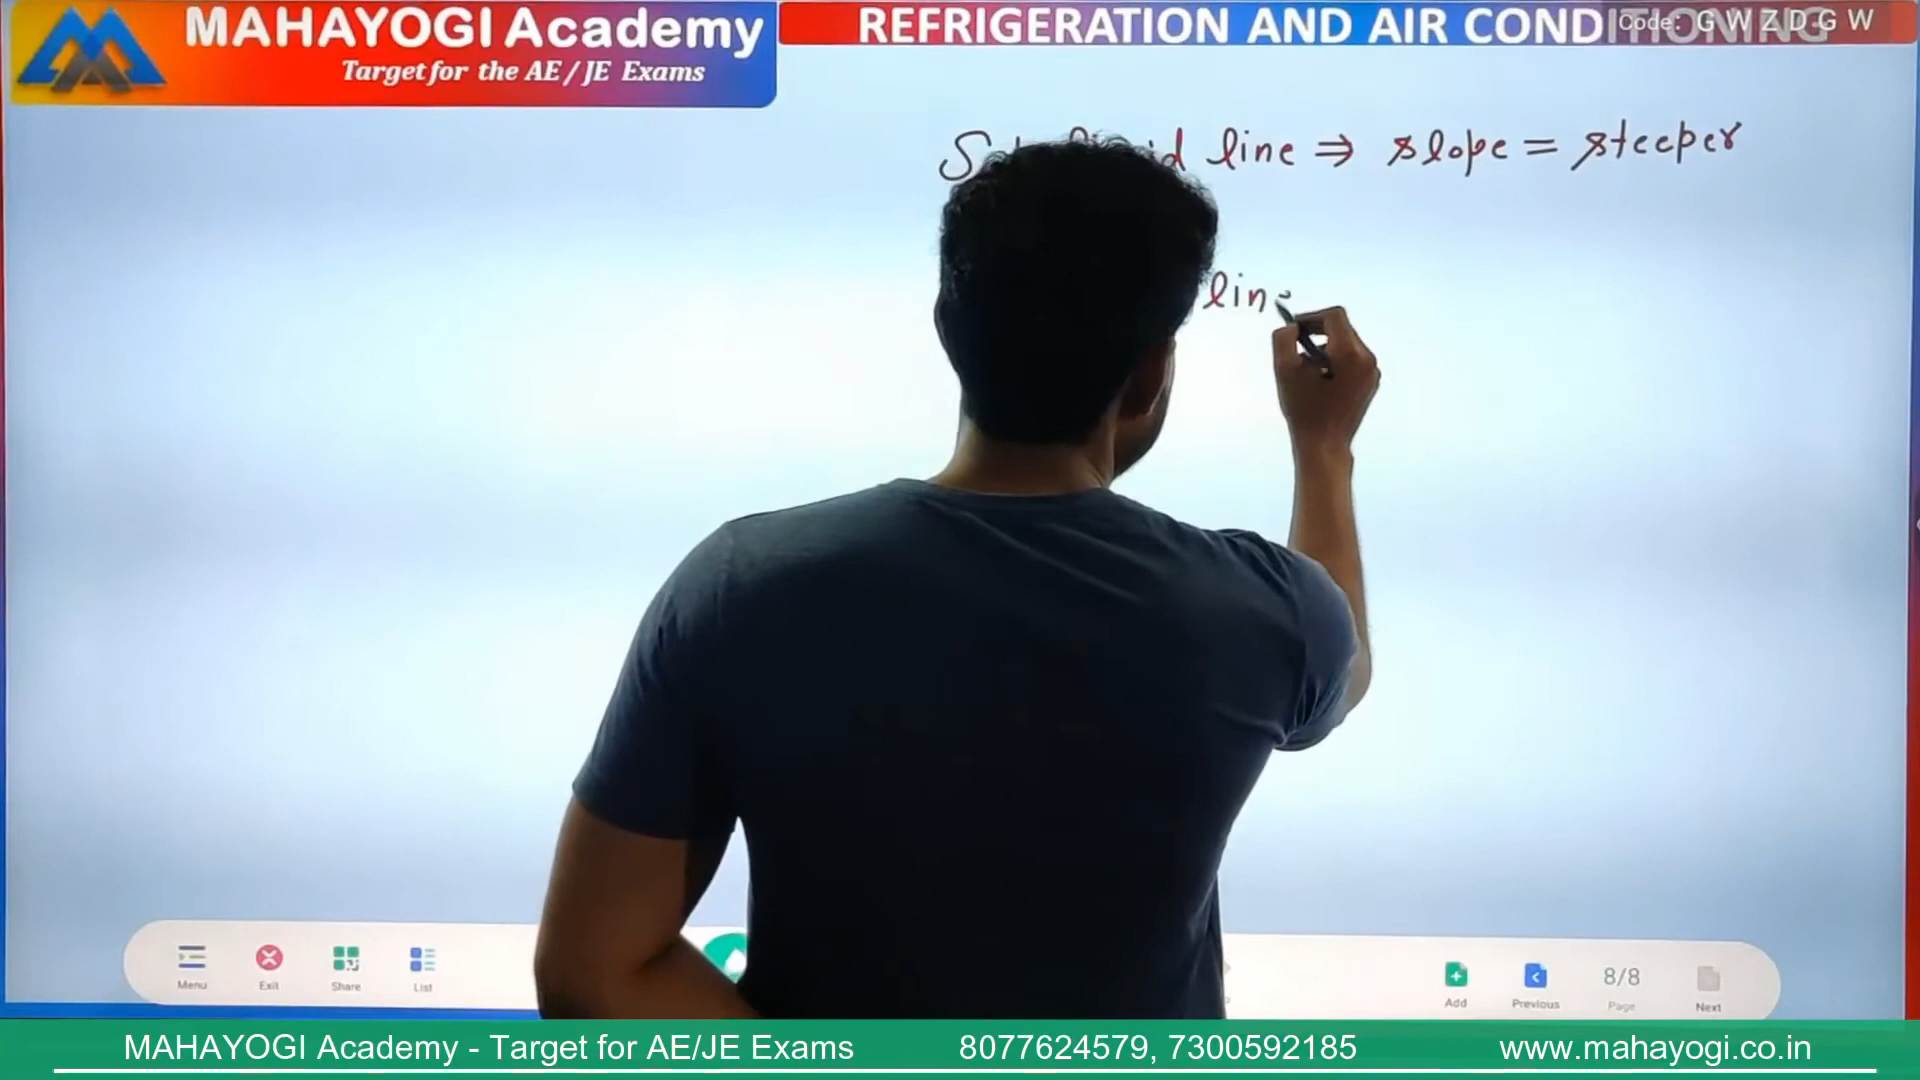 MAHAYOGI Academy
Target for the AE / JE Exams
REFRIGERATION AND AIR CONDITIONING
Code: G W Z D G W
line ⇒ slope = steeper
line
Menu
Exit
Share
List
Add
Previous
8/8
Page
Next
MAHAYOGI Academy - Target for AE/JE Exams 8077624579, 7300592185 www.mahayogi.co.in